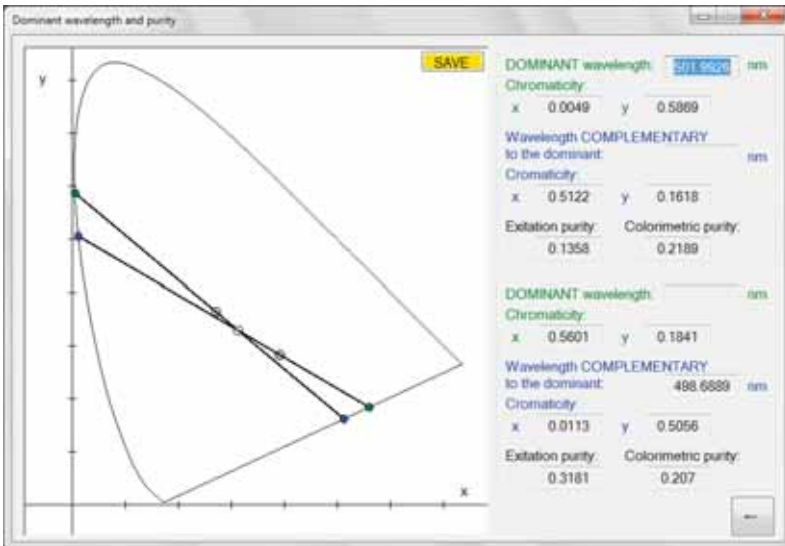 Dominant wavelength and purity
y
SAVE
x
DOMINANT wavelength: 501.9926 nm
Chromaticity:
x 0.0049 y 0.5869
Wavelength COMPLEMENTARY
to the dominant: nm
Cromaticity:
x 0.5122 y 0.1618
Exitation purity: Colorimetric purity:
0.1358 0.2189
DOMINANT wavelength: nm
Chromaticity:
x 0.5601 y 0.1841
Wavelength COMPLEMENTARY
to the dominant: 498.6889 nm
Cromaticity:
x 0.0113 y 0.5056
Exitation purity: Colorimetric purity:
0.3181 0.207